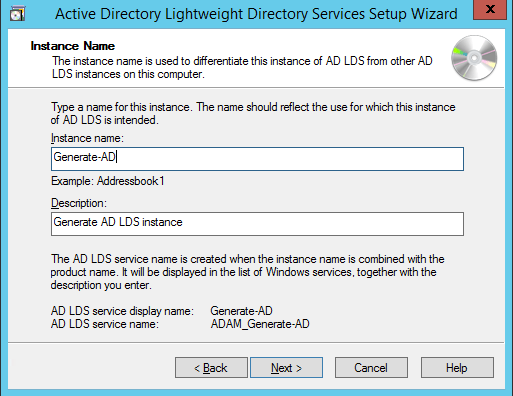 Active Directory Lightweight Directory Services Setup Wizard
x
Instance Name
The instance name is used to differentiate this instance of AD LDS from other AD
LDS instances on this computer.
Type a name for this instance. The name should reflect the use for which this instance
of AD LDS is intended.
Instance name:
Generate-AD
Example: Addressbook1
Description:
Generate AD LDS instance
The AD LDS service name is created when the instance name is combined with the
product name. It will be displayed in the list of Windows services, together with the
description you enter.
AD LDS service display name: Generate-AD
AD LDS service name: ADAM_Generate-AD
< Back Next > Cancel Help